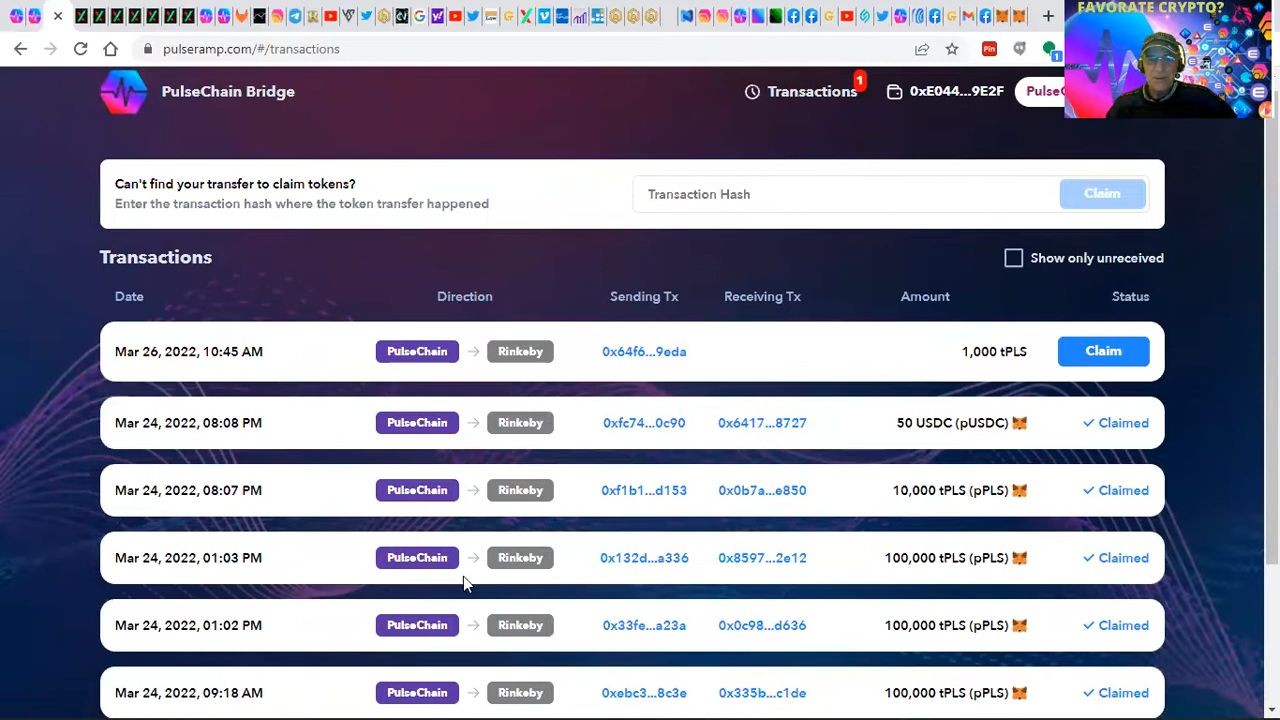 FAVORATE CRYPTO?
pulseramp.com/#/transactions
Pin
1
PulseChain Bridge
Transactions 1
0xE044...9E2F
Can't find your transfer to claim tokens?
Enter the transaction hash where the token transfer happened
Transaction Hash
Claim
Transactions
Show only unreceived
Date Direction Sending Tx Receiving Tx Amount Status
Mar 26, 2022, 10:45 AM PulseChain → Rinkeby 0x64f6...9eda 1,000 tPLS Claim
Mar 24, 2022, 08:08 PM PulseChain → Rinkeby 0xfc74...0c90 0x6417...8727 50 USDC (pUSDC) ✓ Claimed
Mar 24, 2022, 08:07 PM PulseChain → Rinkeby 0xf1b1...d153 0x0b7a...e850 10,000 tPLS (pPLS) ✓ Claimed
Mar 24, 2022, 01:03 PM PulseChain → Rinkeby 0x132d...a336 0x8597...2e12 100,000 tPLS (pPLS) ✓ Claimed
Mar 24, 2022, 01:02 PM PulseChain → Rinkeby 0x33fe...a23a 0x0c98...d636 100,000 tPLS (pPLS) ✓ Claimed
Mar 24, 2022, 09:18 AM PulseChain → Rinkeby 0xebc3...8c3e 0x335b...c1de 100,000 tPLS (pPLS) ✓ Claimed